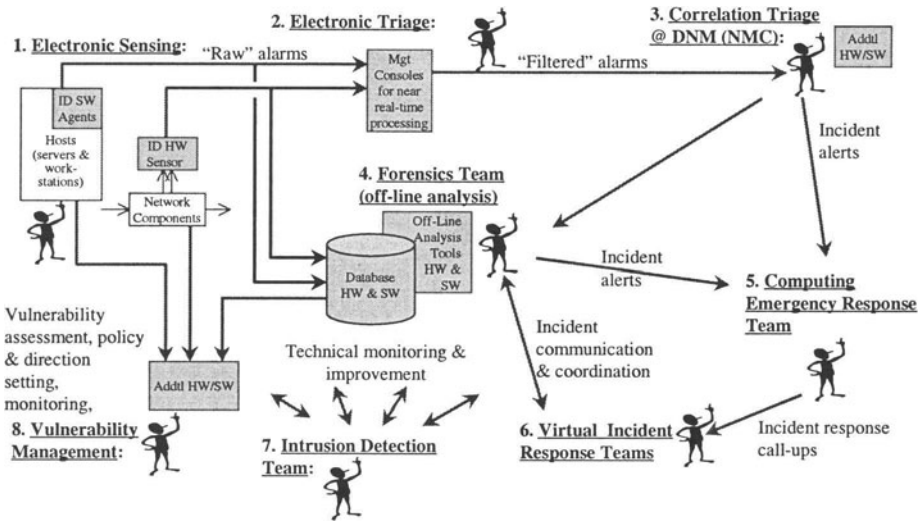 1. Electronic Sensing:
2. Electronic Triage:
3. Correlation Triage
@ DNM (NMC):
Addtl
HW/SW
"Raw" alarms
Mgt
Consoles
for near
real-time
processing
"Filtered" alarms
ID SW
Agents
Hosts
(servers &
work-
stations)
ID HW
Sensor
Network
Components
Incident
alerts
4. Forensics Team
(off-line analysis)
Off-Line
Analysis
Tools
HW &
SW
Database
HW & SW
Incident
alerts
5. Computing
Emergency Response
Team
Vulnerability
assessment, policy
& direction
setting,
monitoring,
Addtl HW/SW
Technical monitoring &
improvement
Incident
communication
& coordination
8. Vulnerability
Management:
7. Intrusion Detection
Team:
6. Virtual Incident
Response Teams
Incident response
call-ups